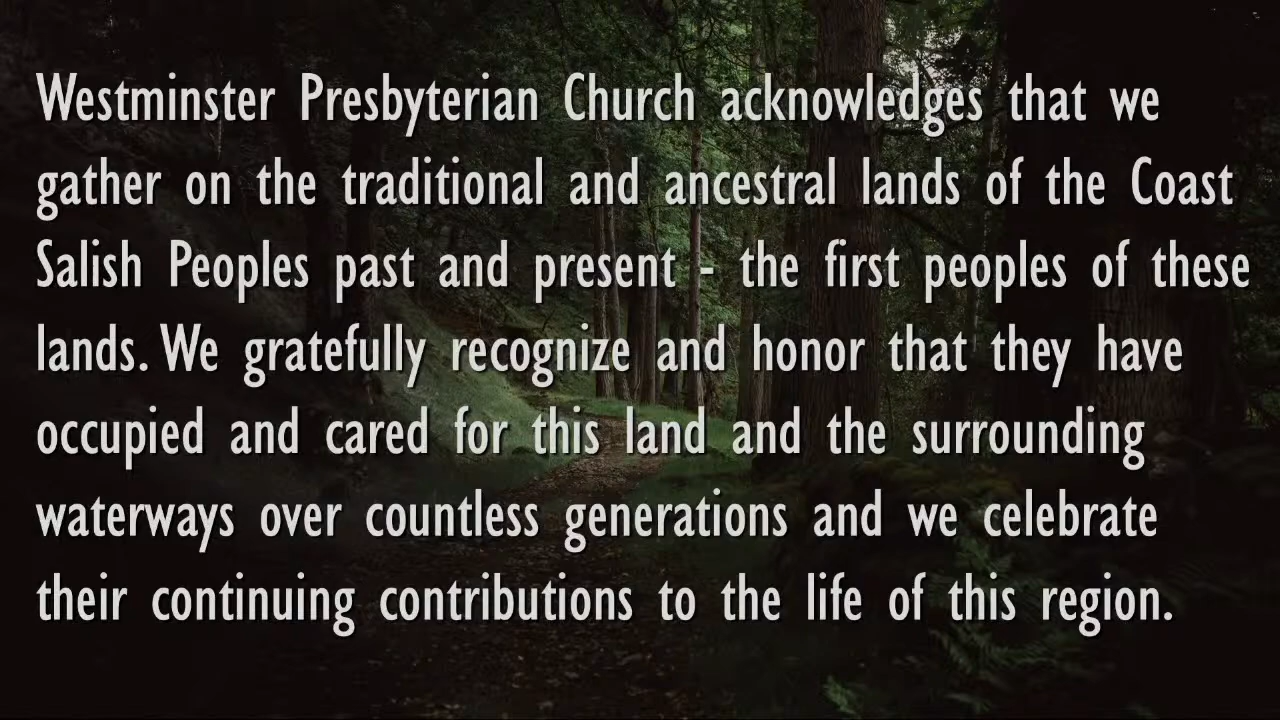 Westminster Presbyterian Church acknowledges that we
gather on the traditional and ancestral lands of the Coast
Salish Peoples past and present - the first peoples of these
lands. We gratefully recognize and honor that they have
occupied and cared for this land and the surrounding
waterways over countless generations and we celebrate
their continuing contributions to the life of this region.